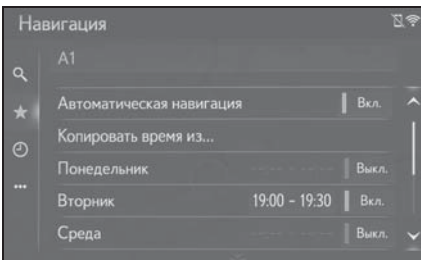 Навигация
A1
Автоматическая навигация Вкл.
Копировать время из...
Понедельник --:-- - --:-- Выкл.
Вторник 19:00 - 19:30 Вкл.
Среда --:-- - --:-- Выкл.